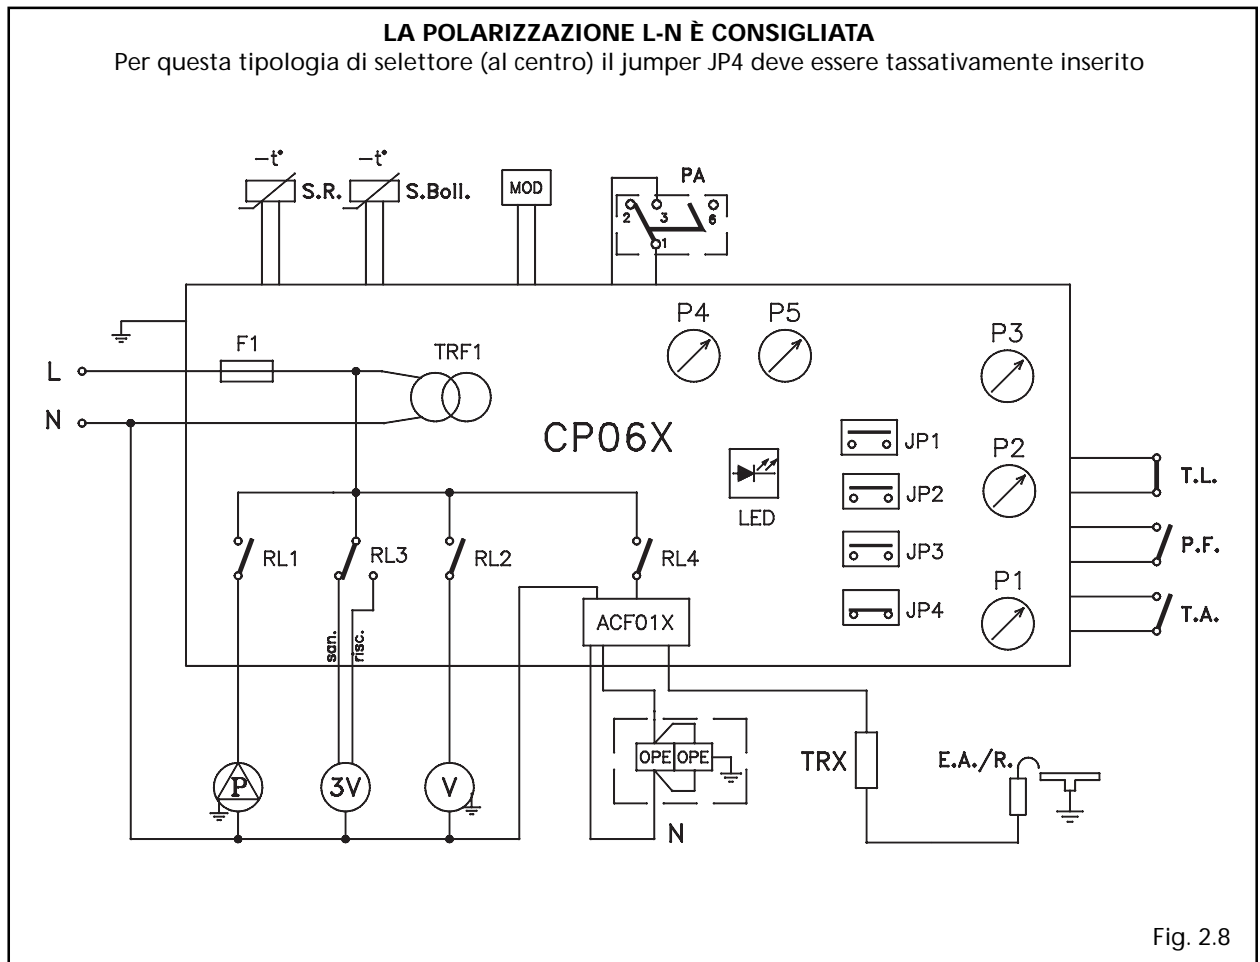 LA POLARIZZAZIONE L-N È CONSIGLIATA
Per questa tipologia di selettore (al centro) il jumper JP4 deve essere tassativamente inserito
-t°
S.R.
-t°
S.Boll.
MOD
PA
2
3
6
1
P4
P5
P3
F1
TRF1
L
N
CP06X
JP1
P2
T.L.
JP2
LED
RL1
RL3
RL2
RL4
JP3
P.F.
P1
ACF01X
JP4
T.A.
san.
risc.
OPE
OPE
TRX
E.A./R.
P
3V
V
N
Fig. 2.8